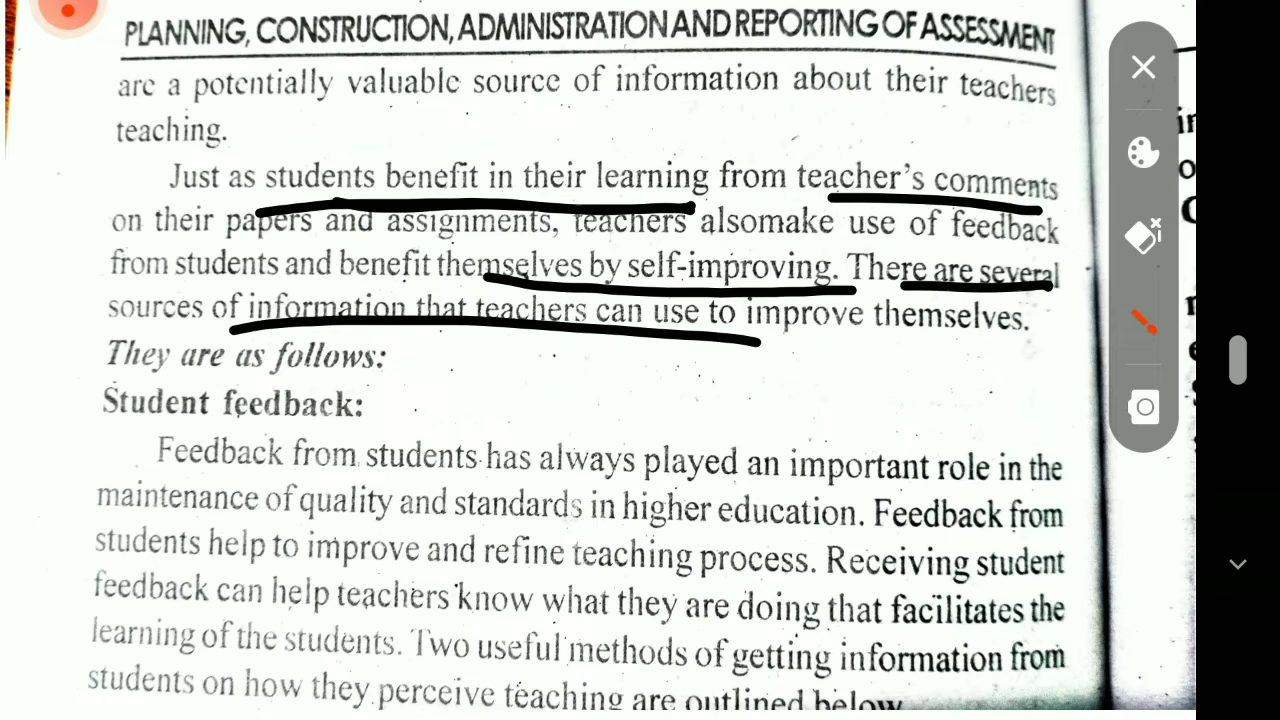 PLANNING, CONSTRUCTION, ADMINISTRATION AND REPORTING OF ASSESSMENT
are a potentially valuable source of information about their teachers
teaching.
Just as students benefit in their learning from teacher's comments
on their papers and assignments, teachers alsomake use of feedback
from students and benefit themselves by self-improving. There are several
sources of information that teachers can use to improve themselves.
They are as follows:
Student feedback:
Feedback from students has always played an important role in the
maintenance of quality and standards in higher education. Feedback from
students help to improve and refine teaching process. Receiving student
feedback can help teachers know what they are doing that facilitates the
learning of the students. Two useful methods of getting information from
students on how they perceive teaching are outlined below